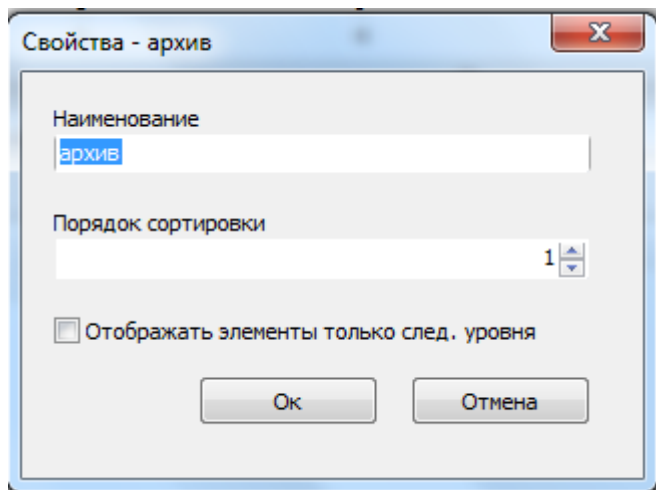 Свойства - архив
Наименование
архив
Порядок сортировки
1
Отображать элементы только след. уровня
Ок
Отмена